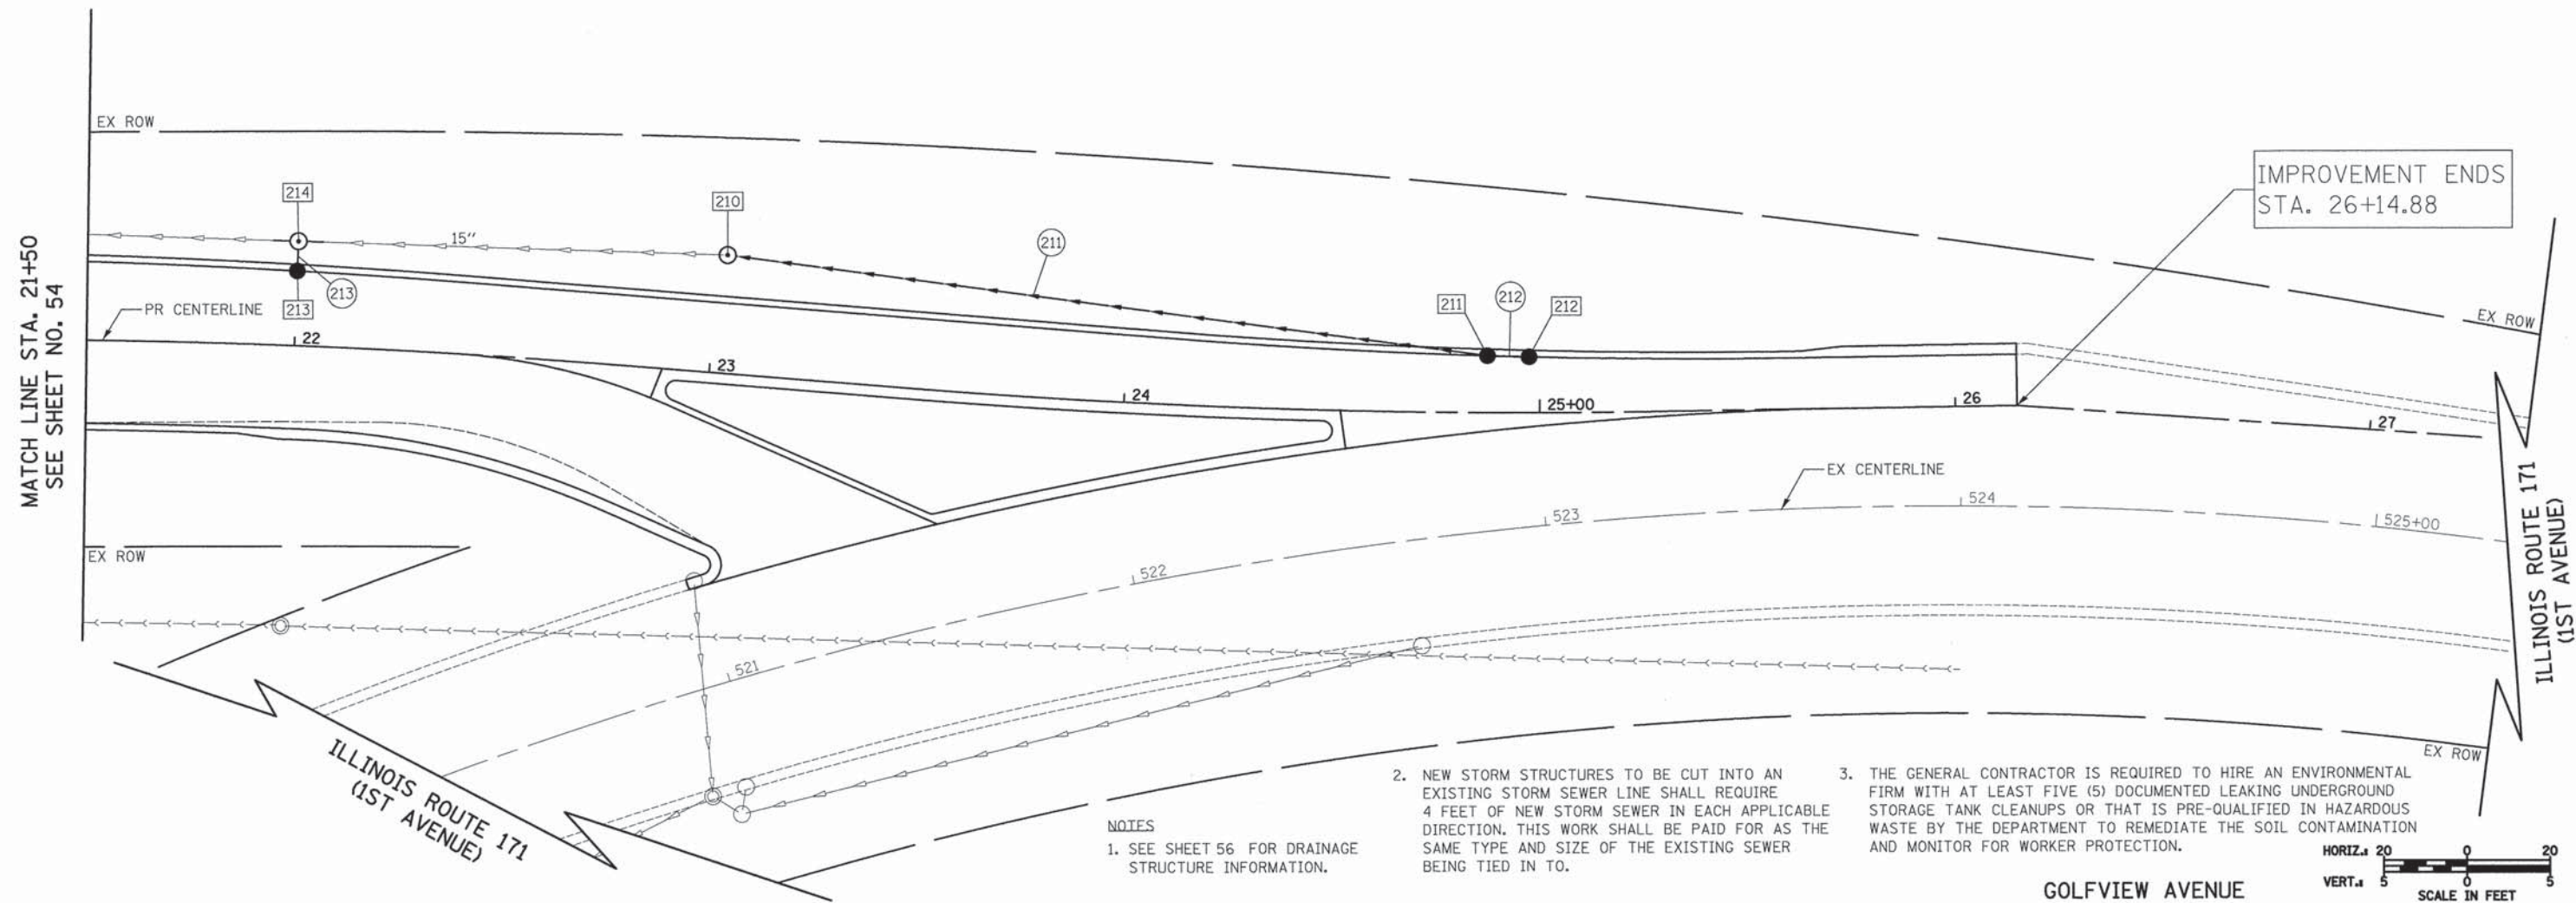 MATCH LINE STA. 21+50
SEE SHEET NO. 54
EX ROW
214
210
15''
211
213
213
PR CENTERLINE
22
23
24
25+00
26
27
211
212
212
IMPROVEMENT ENDS
STA. 26+14.88
EX ROW
EX CENTERLINE
521
522
523
524
525+00
EX ROW
ILLINOIS ROUTE 171
(1ST AVENUE)
ILLINOIS ROUTE 171
(1ST AVENUE)
EX ROW
NOTES
1. SEE SHEET 56 FOR DRAINAGE
STRUCTURE INFORMATION.
2. NEW STORM STRUCTURES TO BE CUT INTO AN
EXISTING STORM SEWER LINE SHALL REQUIRE
4 FEET OF NEW STORM SEWER IN EACH APPLICABLE
DIRECTION. THIS WORK SHALL BE PAID FOR AS THE
SAME TYPE AND SIZE OF THE EXISTING SEWER
BEING TIED IN TO.
3. THE GENERAL CONTRACTOR IS REQUIRED TO HIRE AN ENVIRONMENTAL
FIRM WITH AT LEAST FIVE (5) DOCUMENTED LEAKING UNDERGROUND
STORAGE TANK CLEANUPS OR THAT IS PRE-QUALIFIED IN HAZARDOUS
WASTE BY THE DEPARTMENT TO REMEDIATE THE SOIL CONTAMINATION
AND MONITOR FOR WORKER PROTECTION.
GOLFVIEW AVENUE
HORIZ.: 20 0 20
VERT.: 5 0 5
SCALE IN FEET